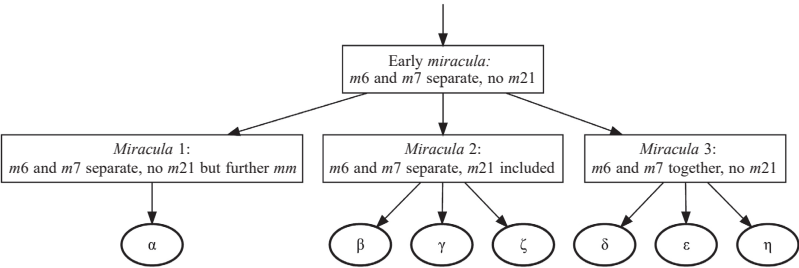 Early miracula:
m6 and m7 separate, no m21
Miracula 1:
m6 and m7 separate, no m21 but further mm
Miracula 2:
m6 and m7 separate, m21 included
Miracula 3:
m6 and m7 together, no m21
α
β
γ
ζ
δ
ε
η